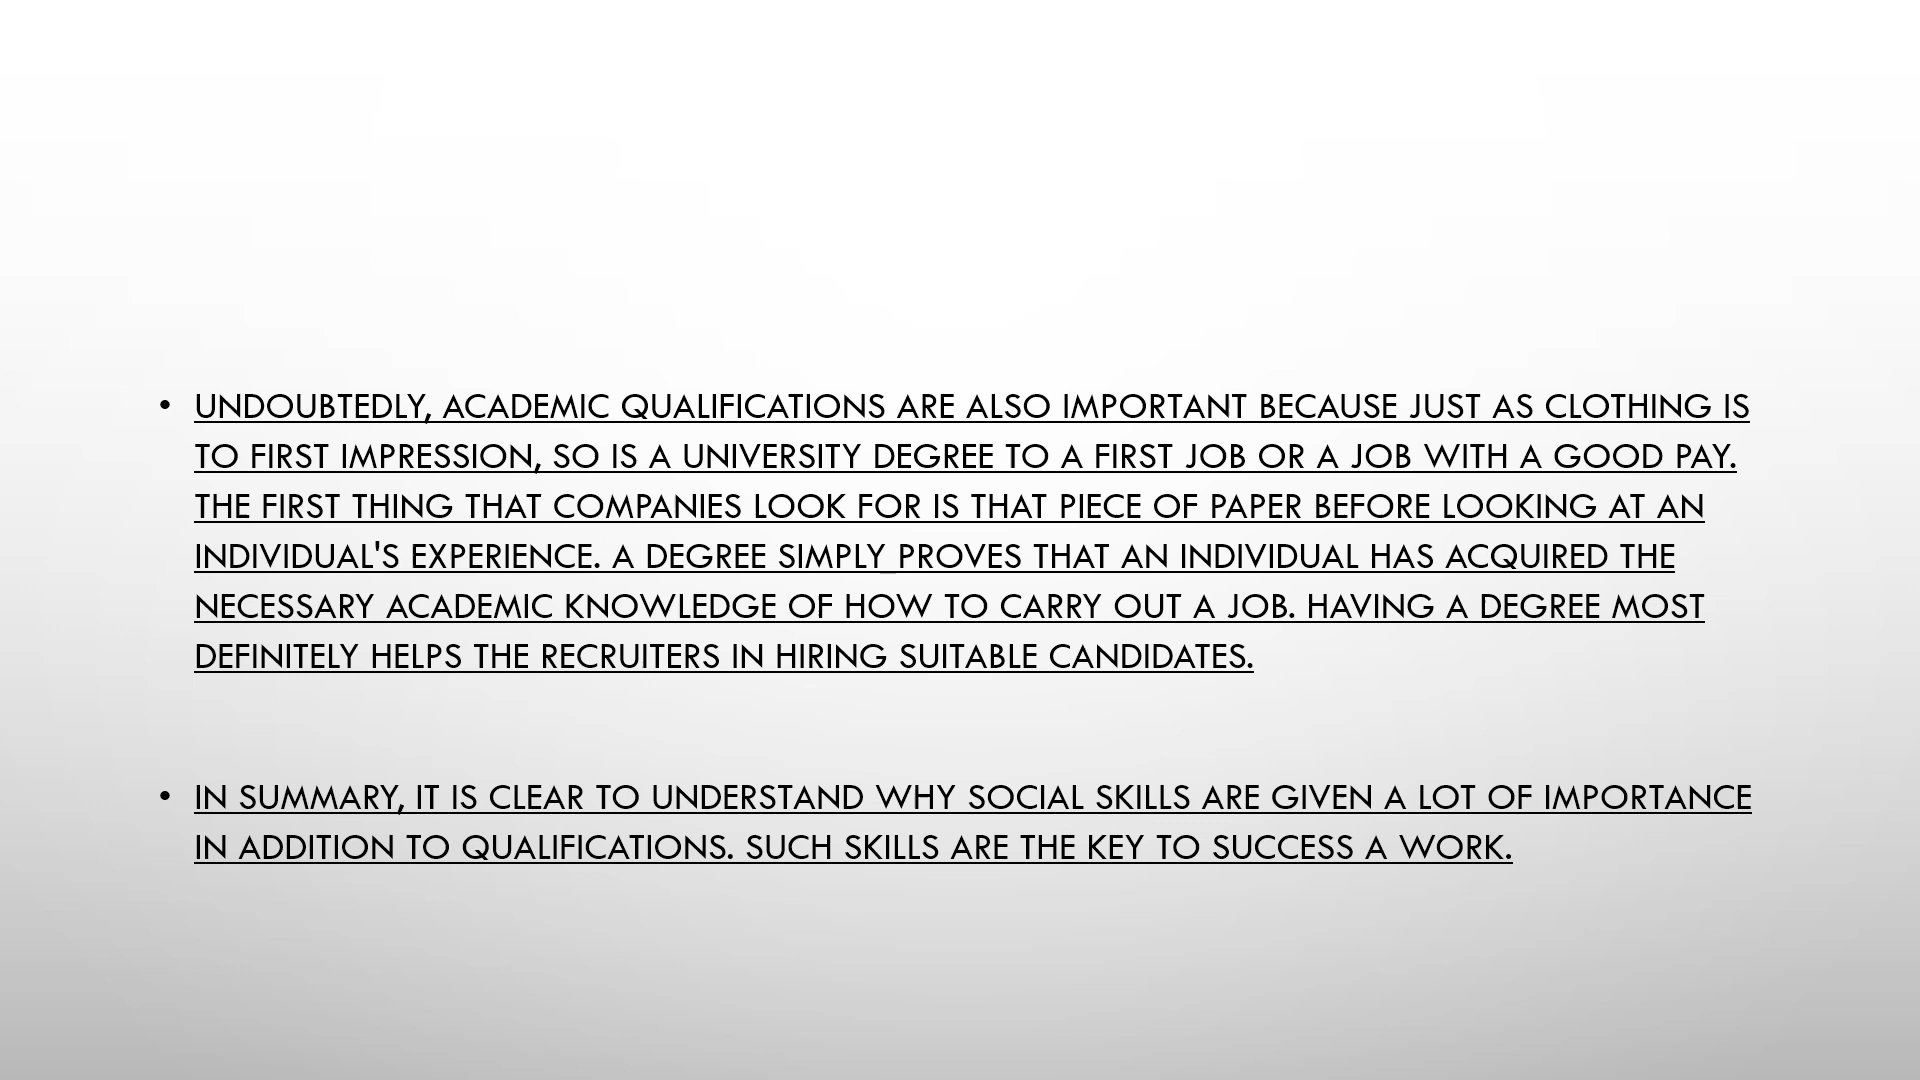 • UNDOUBTEDLY, ACADEMIC QUALIFICATIONS ARE ALSO IMPORTANT BECAUSE JUST AS CLOTHING IS
TO FIRST IMPRESSION, SO IS A UNIVERSITY DEGREE TO A FIRST JOB OR A JOB WITH A GOOD PAY.
THE FIRST THING THAT COMPANIES LOOK FOR IS THAT PIECE OF PAPER BEFORE LOOKING AT AN
INDIVIDUAL'S EXPERIENCE. A DEGREE SIMPLY PROVES THAT AN INDIVIDUAL HAS ACQUIRED THE
NECESSARY ACADEMIC KNOWLEDGE OF HOW TO CARRY OUT A JOB. HAVING A DEGREE MOST
DEFINITELY HELPS THE RECRUITERS IN HIRING SUITABLE CANDIDATES.
• IN SUMMARY, IT IS CLEAR TO UNDERSTAND WHY SOCIAL SKILLS ARE GIVEN A LOT OF IMPORTANCE
IN ADDITION TO QUALIFICATIONS. SUCH SKILLS ARE THE KEY TO SUCCESS A WORK.